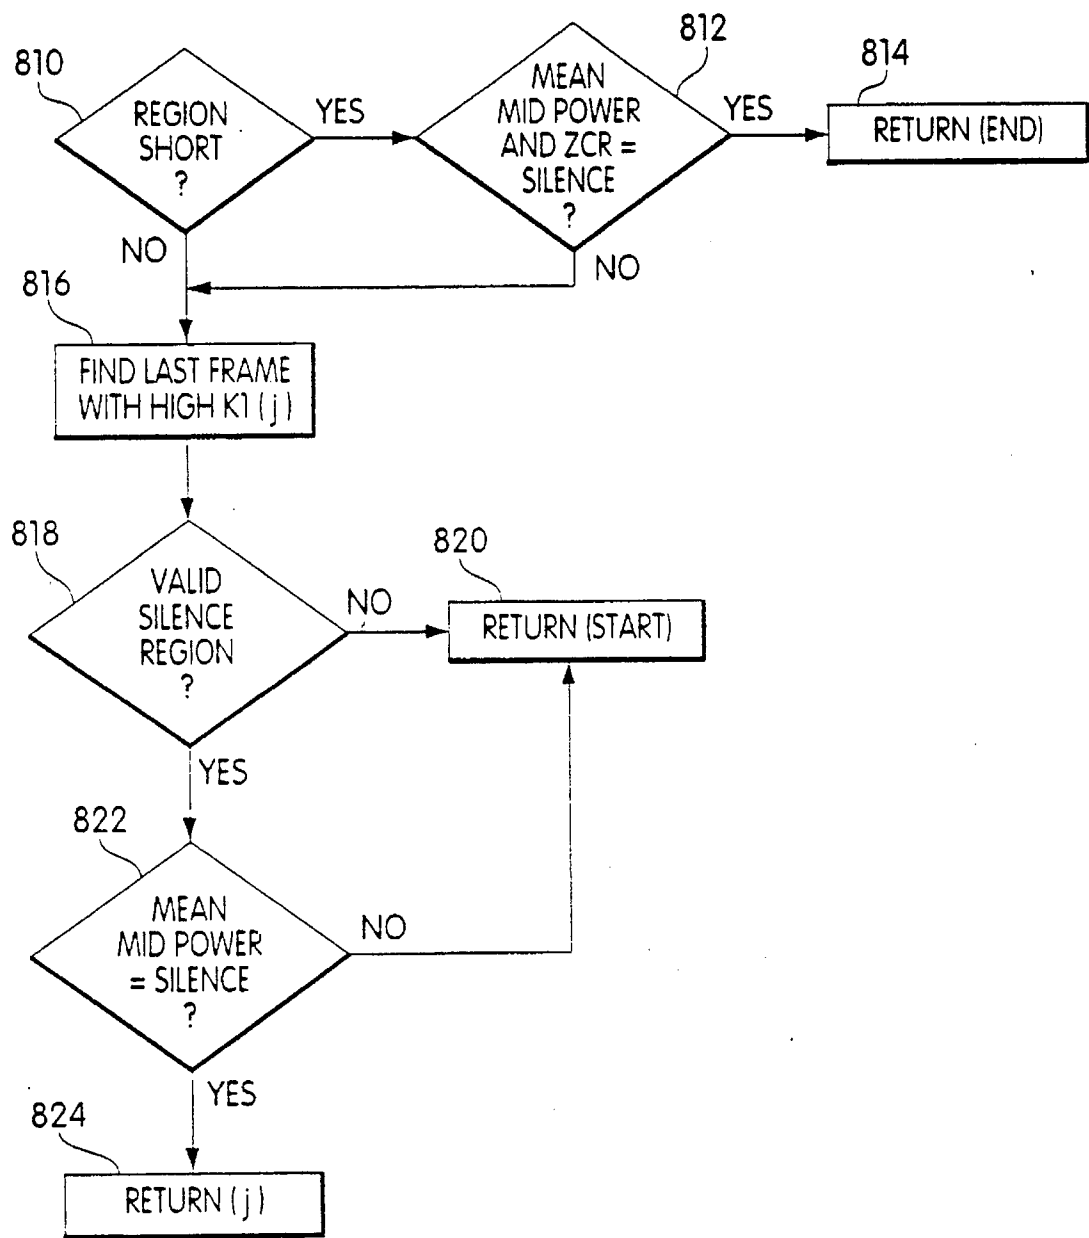 810
REGION
SHORT
?
YES
NO
812
MEAN
MID POWER
AND ZCR =
SILENCE
?
YES
NO
814
RETURN (END)
816
FIND LAST FRAME
WITH HIGH K1 (j)
818
VALID
SILENCE
REGION
?
NO
YES
820
RETURN (START)
822
MEAN
MID POWER
= SILENCE
?
NO
YES
824
RETURN (j)